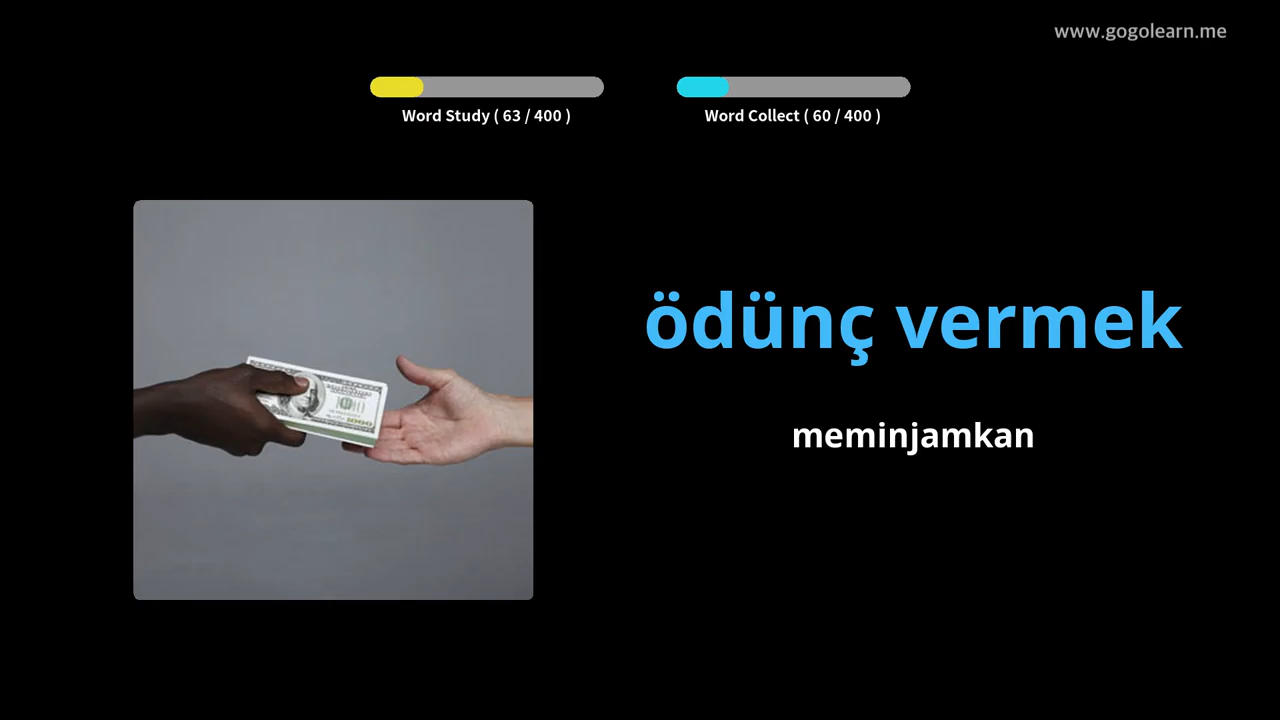 www.gogolearn.me
Word Study ( 63 / 400 )
Word Collect ( 60 / 400 )
ödünç vermek
meminjamkan